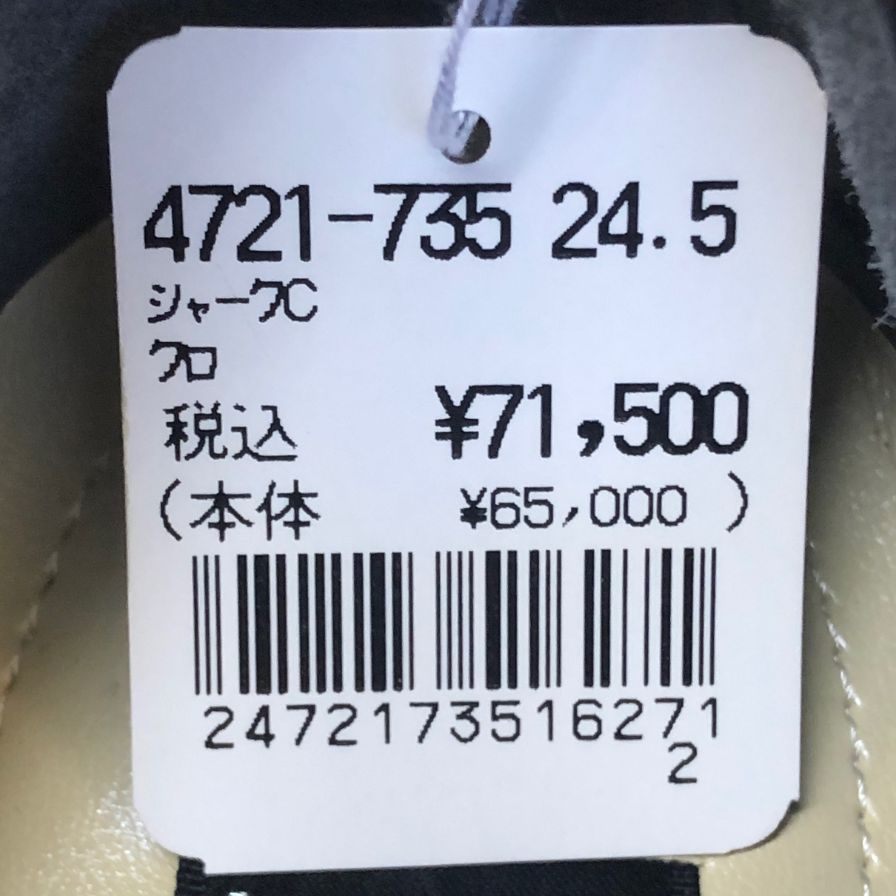 4721-735 24.5
シャークC
クロ
税込 ¥71,500
(本体 ¥65,000 )
2472173516271
2